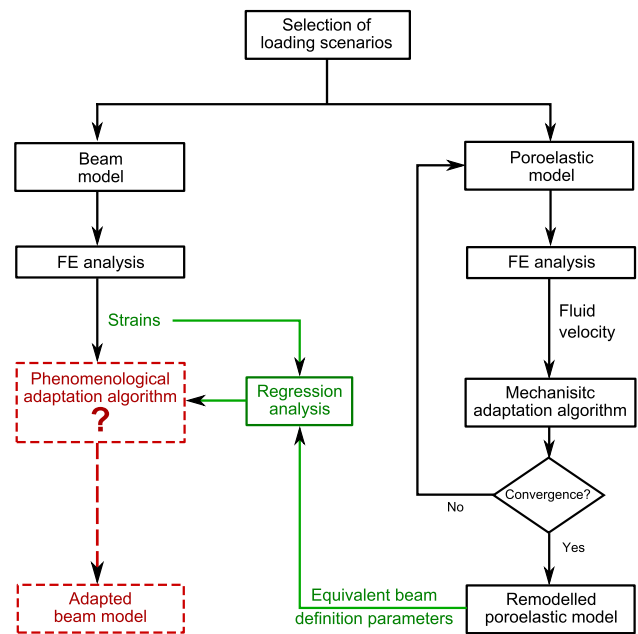 Selection of
loading scenarios
Beam
model
Poroelastic
model
FE analysis
FE analysis
Strains
Fluid
velocity
Phenomenological
adaptation algorithm
?
Regression
analysis
Mechanisitc
adaptation algorithm
Convergence?
No
Yes
Adapted
beam model
Equivalent beam
definition parameters
Remodelled
poroelastic model